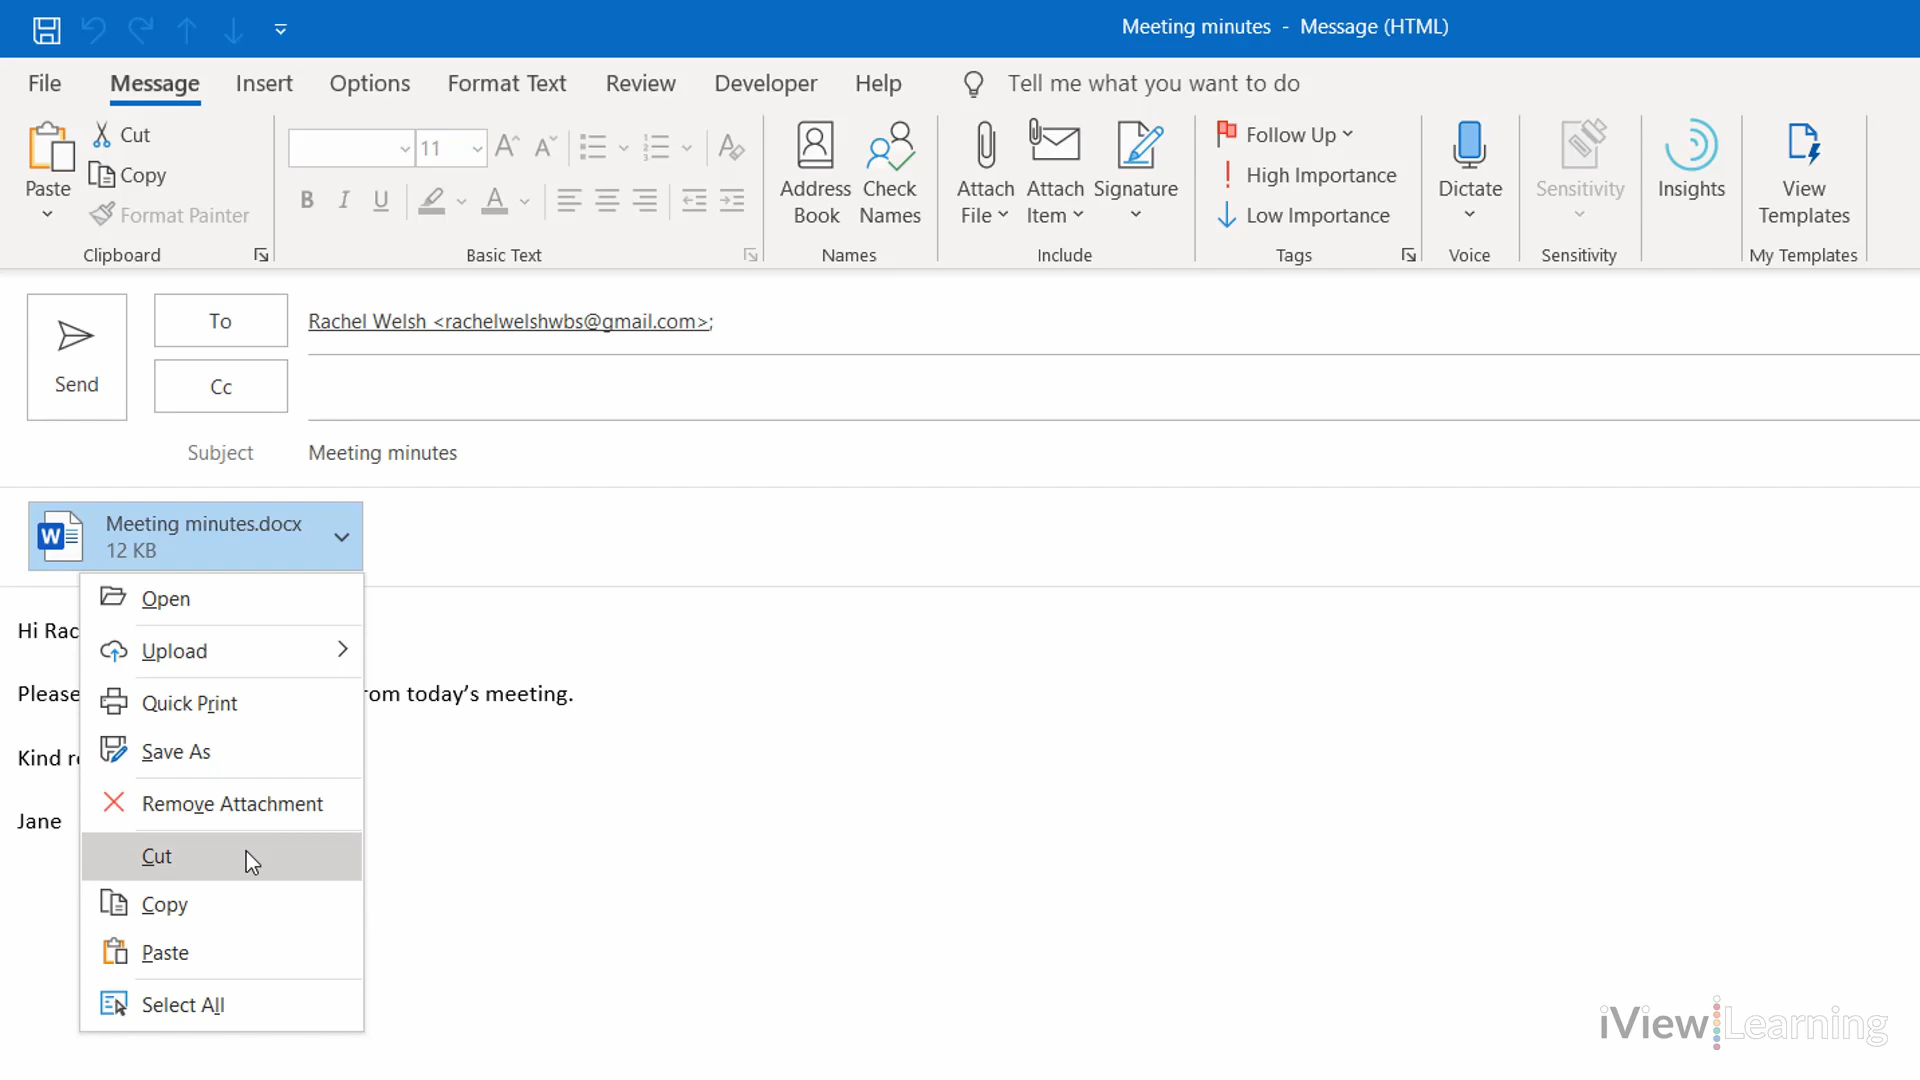 Meeting minutes - Message (HTML)
File Message Insert Options Format Text Review Developer Help Tell me what you want to do
Paste
Cut
Copy
Format Painter
Clipboard
11
B I U
A
Basic Text
Address Book
Check Names
Names
Attach File
Attach Item
Signature
Include
Follow Up
High Importance
Low Importance
Tags
Dictate
Voice
Sensitivity
Sensitivity
Insights
View Templates
My Templates
Send
To
Rachel Welsh <rachelwelshwbs@gmail.com>;
Cc
Subject Meeting minutes
W
Meeting minutes.docx
12 KB
Open
Upload
Quick Print
Save As
Remove Attachment
Cut
Copy
Paste
Select All
Hi Rac
Please rom today’s meeting.
Kind re
Jane
iView Learning